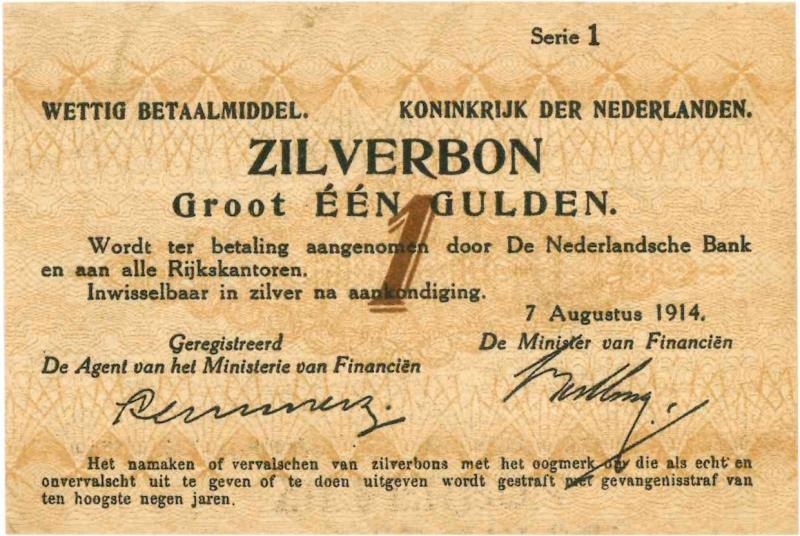 Serie 1
WETTIG BETAALMIDDEL. KONINKRIJK DER NEDERLANDEN.
ZILVERBON
Groot ÉÉN GULDEN.
1
Wordt ter betaling aangenomen door De Nederlandsche Bank
en aan alle Rijkskantoren.
Inwisselbaar in zilver na aankondiging.
7 Augustus 1914.
Geregistreerd De Minister van Financiën
De Agent van het Ministerie van Financiën
Het namaken of vervalschen van zilverbons met het oogmerk om die als echt en
onvervalscht uit te geven of te doen uitgeven wordt gestraft met gevangenisstraf van
ten hoogste negen jaren.